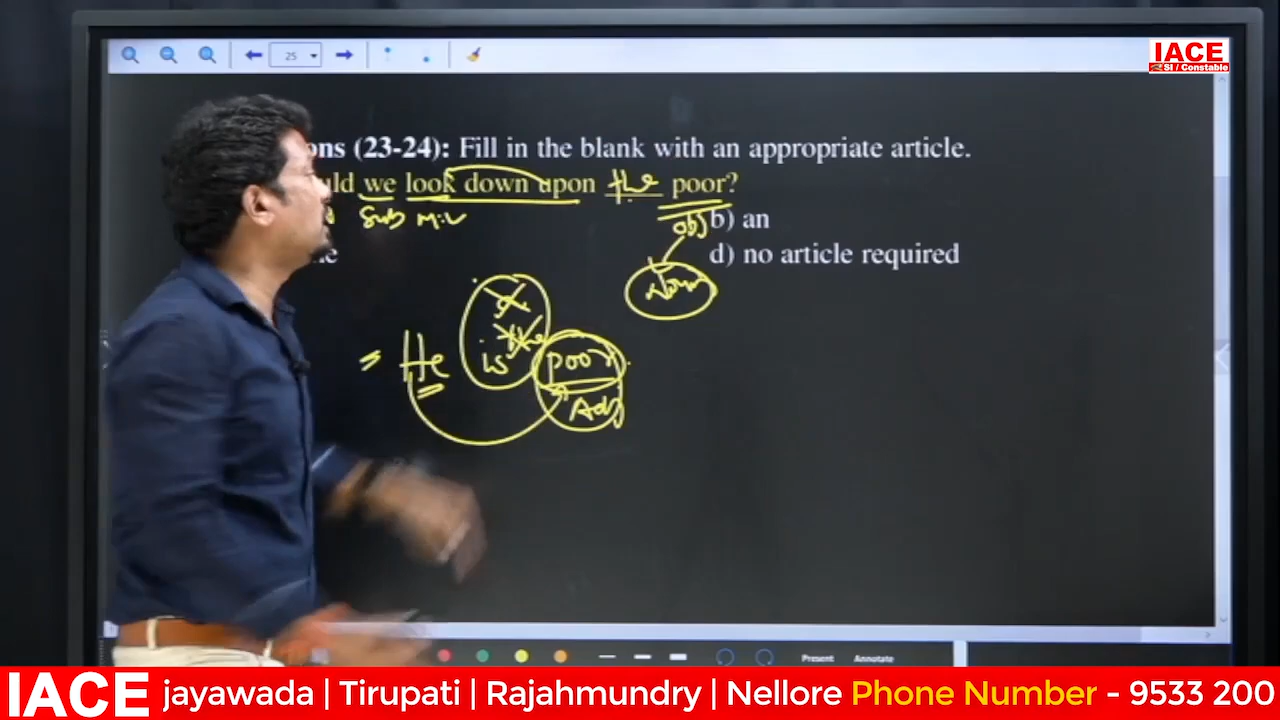 25
IACE
SI / Constable
ons (23-24): Fill in the blank with an appropriate article.
uld we look down upon the poor?
Sub M.V obj b) an
e d) no article required
Noun
a
the
He is poor
Adj
Present Annotate
IACE jayawada | Tirupati | Rajahmundry | Nellore Phone Number - 9533 200